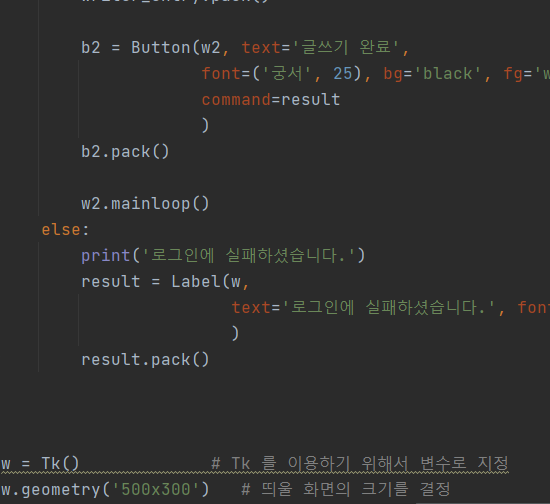 b2 = Button(w2, text='글쓰기 완료',
font=('궁서', 25), bg='black', fg='w
command=result
)
b2.pack()
w2.mainloop()
else:
print('로그인에 실패하셨습니다.')
result = Label(w,
text='로그인에 실패하셨습니다.', font
)
result.pack()
w = Tk() # Tk 를 이용하기 위해서 변수로 지정
w.geometry('500x300') # 띄울 화면의 크기를 결정